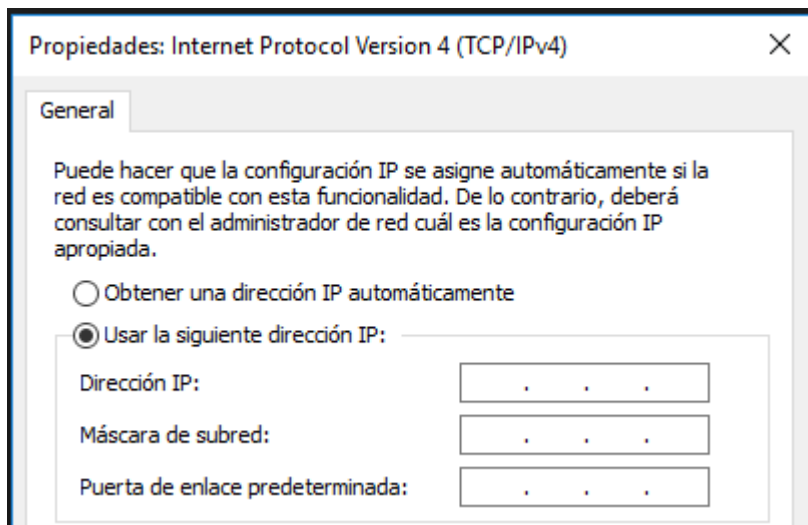 Propiedades: Internet Protocol Version 4 (TCP/IPv4)
General
Puede hacer que la configuración IP se asigne automáticamente si la
red es compatible con esta funcionalidad. De lo contrario, deberá
consultar con el administrador de red cuál es la configuración IP
apropiada.
Obtener una dirección IP automáticamente
Usar la siguiente dirección IP:
Dirección IP: . . .
Máscara de subred: . . .
Puerta de enlace predeterminada: . . .